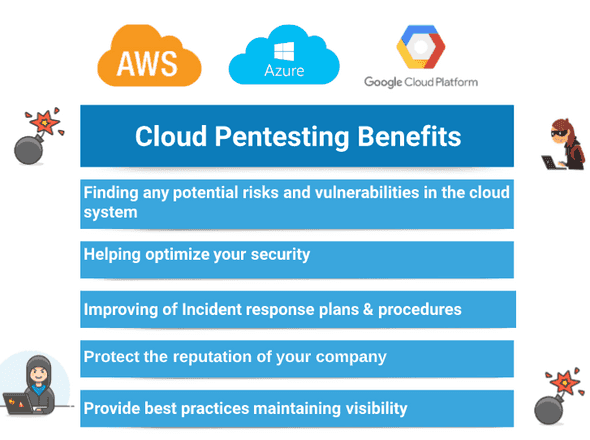 AWS
Azure
Google Cloud Platform
Cloud Pentesting Benefits
Finding any potential risks and vulnerabilities in the cloud
system
Helping optimize your security
Improving of Incident response plans & procedures
Protect the reputation of your company
Provide best practices maintaining visibility